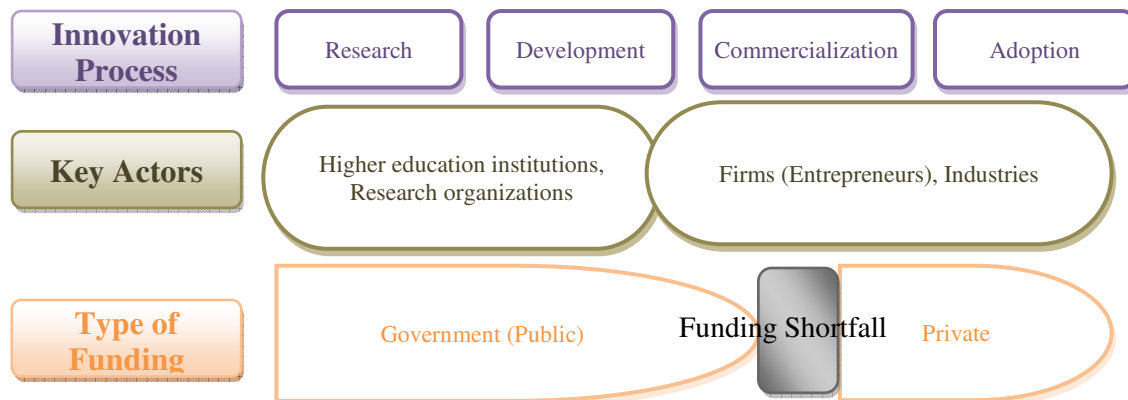 Innovation
Process
Research
Development
Commercialization
Adoption
Key Actors
Higher education institutions,
Research organizations
Firms (Entrepreneurs), Industries
Type of
Funding
Government (Public)
Funding Shortfall
Private